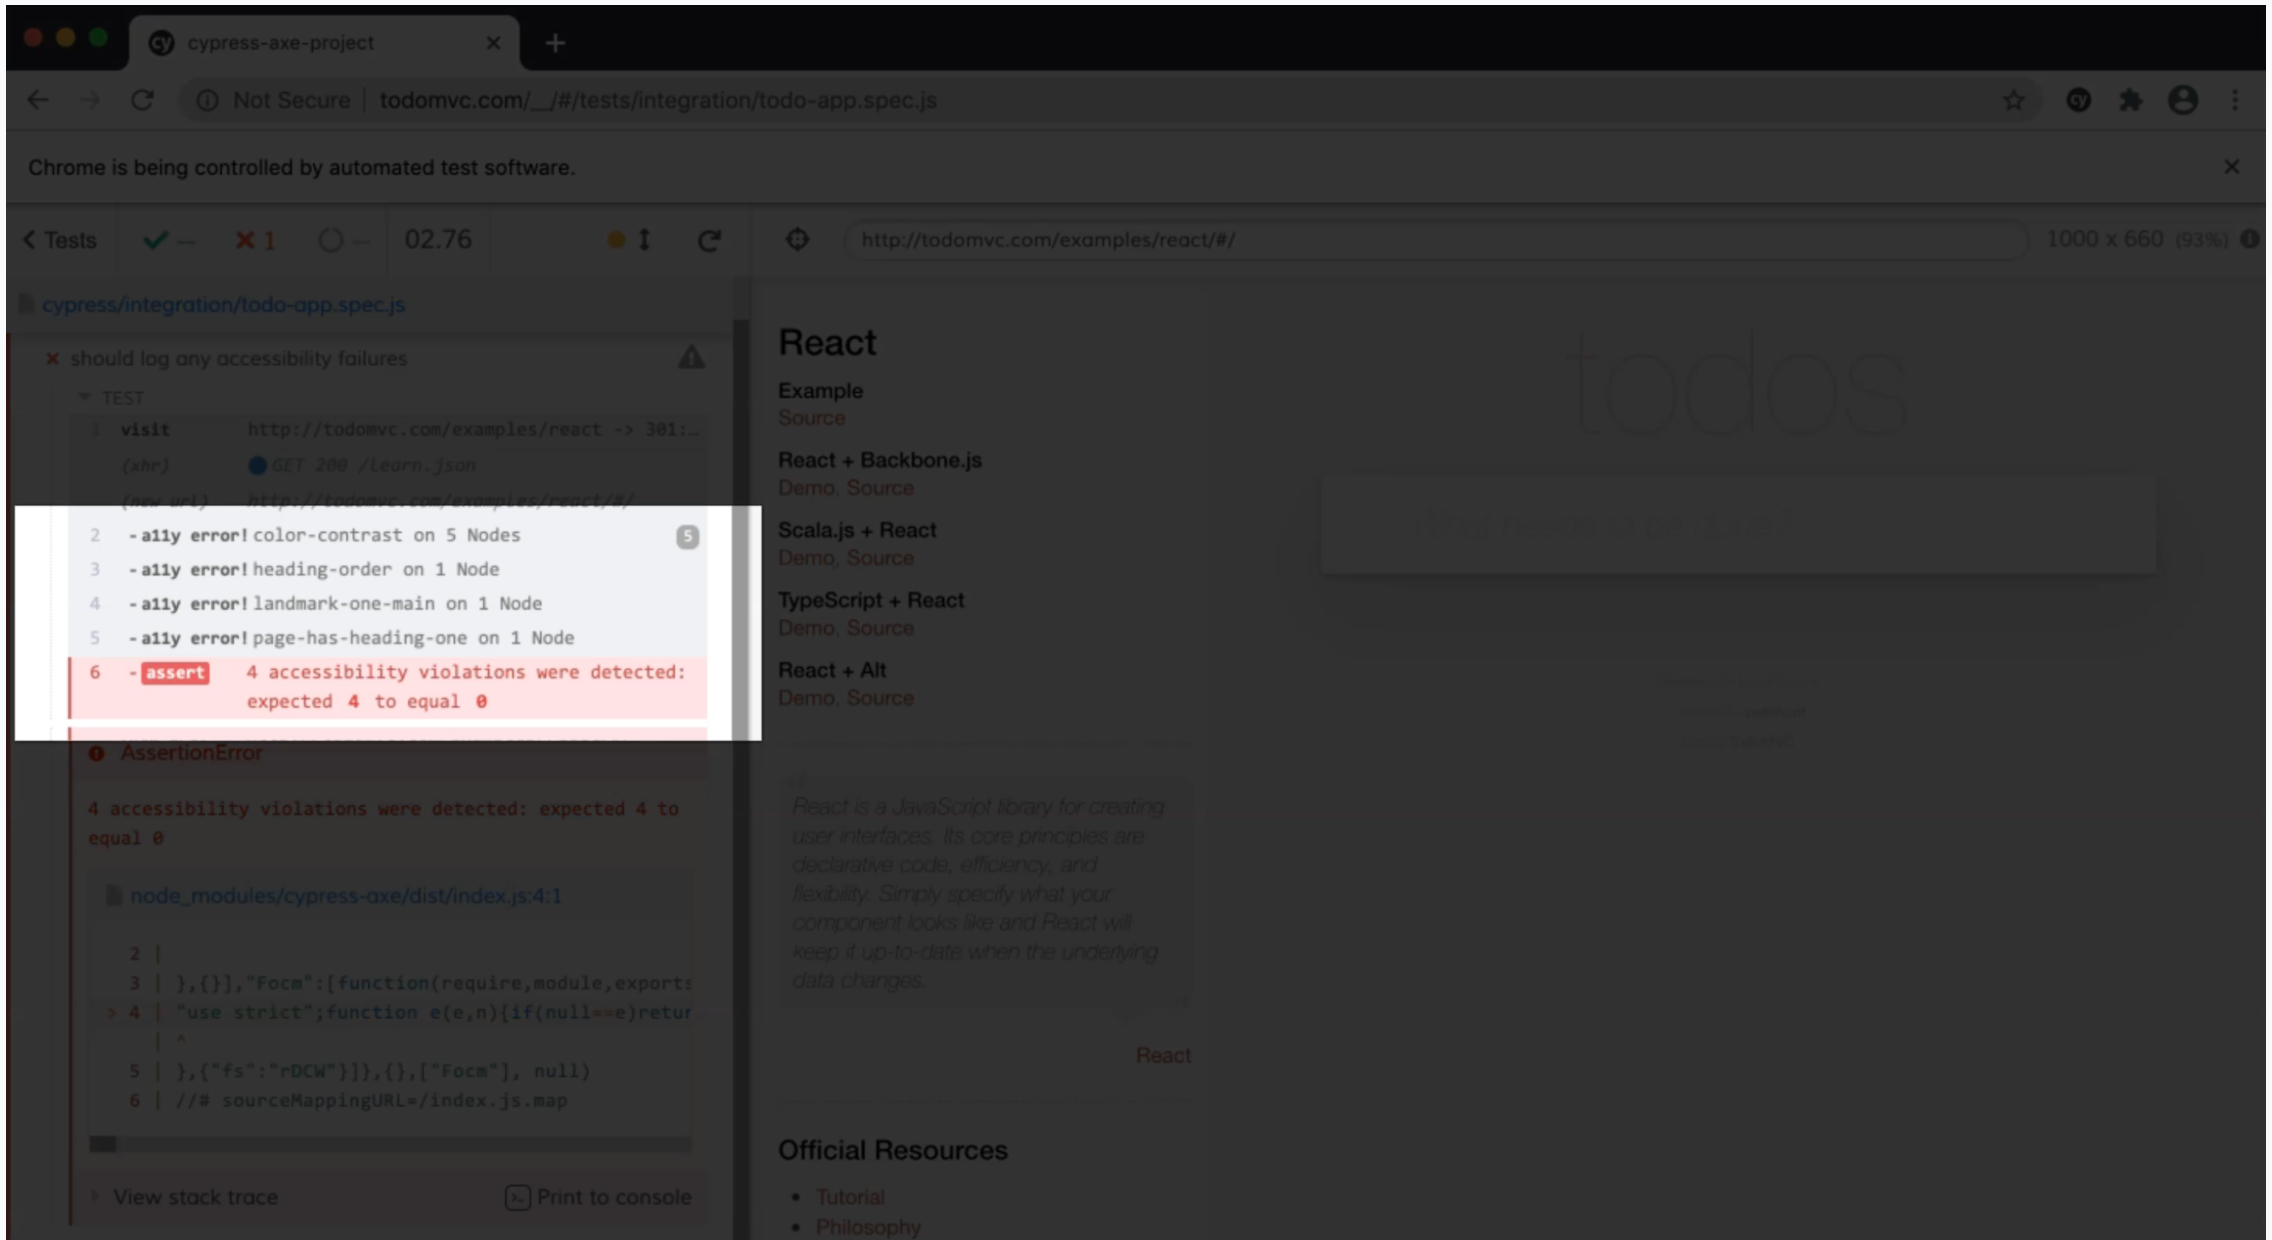 cypress-axe-project
Not Secure todomvc.com/__/#/tests/integration/todo-app.spec.js
Chrome is being controlled by automated test software.
Tests -- 1 -- 02.76
http://todomvc.com/examples/react/#/ 1000 x 660 (93%)
cypress/integration/todo-app.spec.js
should log any accessibility failures
TEST
1 visit http://todomvc.com/examples/react -> 301:…
(xhr) GET 200 /learn.json
(new url) http://todomvc.com/examples/react/#/
2 -a11y error! color-contrast on 5 Nodes 5
3 -a11y error! heading-order on 1 Node
4 -a11y error! landmark-one-main on 1 Node
5 -a11y error! page-has-heading-one on 1 Node
6 -assert 4 accessibility violations were detected:
expected 4 to equal 0
AssertionError
4 accessibility violations were detected: expected 4 to
equal 0
node_modules/cypress-axe/dist/index.js:4:1
2 |
3 | },{}],"Focm":[function(require,module,exports
> 4 | "use strict";function e(e,n){if(null==e)retur
| ^
5 | },{"fs":"rDCW"}]},{},["Focm"], null)
6 | //# sourceMappingURL=/index.js.map
View stack trace Print to console
React
Example
Source
React + Backbone.js
Demo, Source
Scala.js + React
Demo, Source
TypeScript + React
Demo, Source
React + Alt
Demo, Source
React is a JavaScript library for creating
user interfaces. Its core principles are
declarative code, efficiency, and
flexibility. Simply specify what your
component looks like and React will
keep it up-to-date when the underlying
data changes.
React
Official Resources
Tutorial
Philosophy
todos